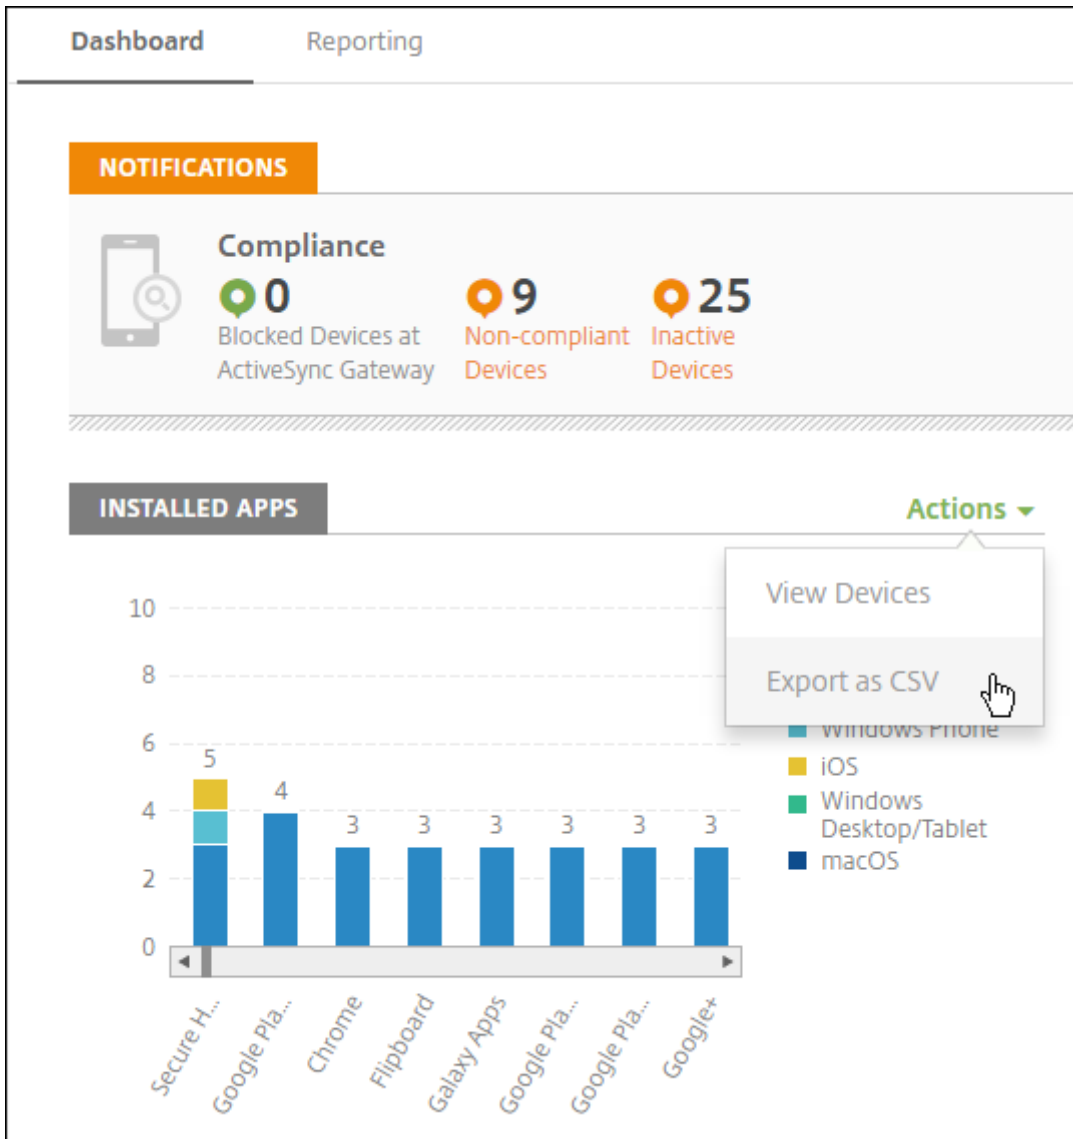 Dashboard Reporting
NOTIFICATIONS
Compliance
0 9 25
Blocked Devices at Non-compliant Inactive
ActiveSync Gateway Devices Devices
INSTALLED APPS Actions
View Devices
Export as CSV
10
8
6
4
2
0
5
4
3
3
3
3
3
3
Windows Phone
iOS
Windows
Desktop/Tablet
macOS
Secure H...
Google Pla...
Chrome
Flipboard
Galaxy Apps
Google Pla...
Google Pla...
Google+